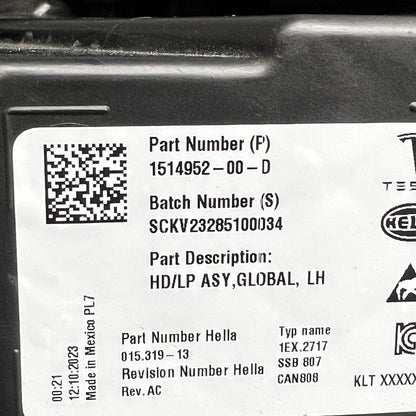 Part Number (P)
1514952-00-D
Batch Number (S)
SCKV23285100034
Part Description:
HD/LP ASY,GLOBAL, LH
Part Number Hella
015.319-13
Revision Number Hella
Rev. AC
Typ name
1EX.2717
SSB 807
CAN808
00:21
12:10:2023
Made in Mexico PL7
KLT XXXXX